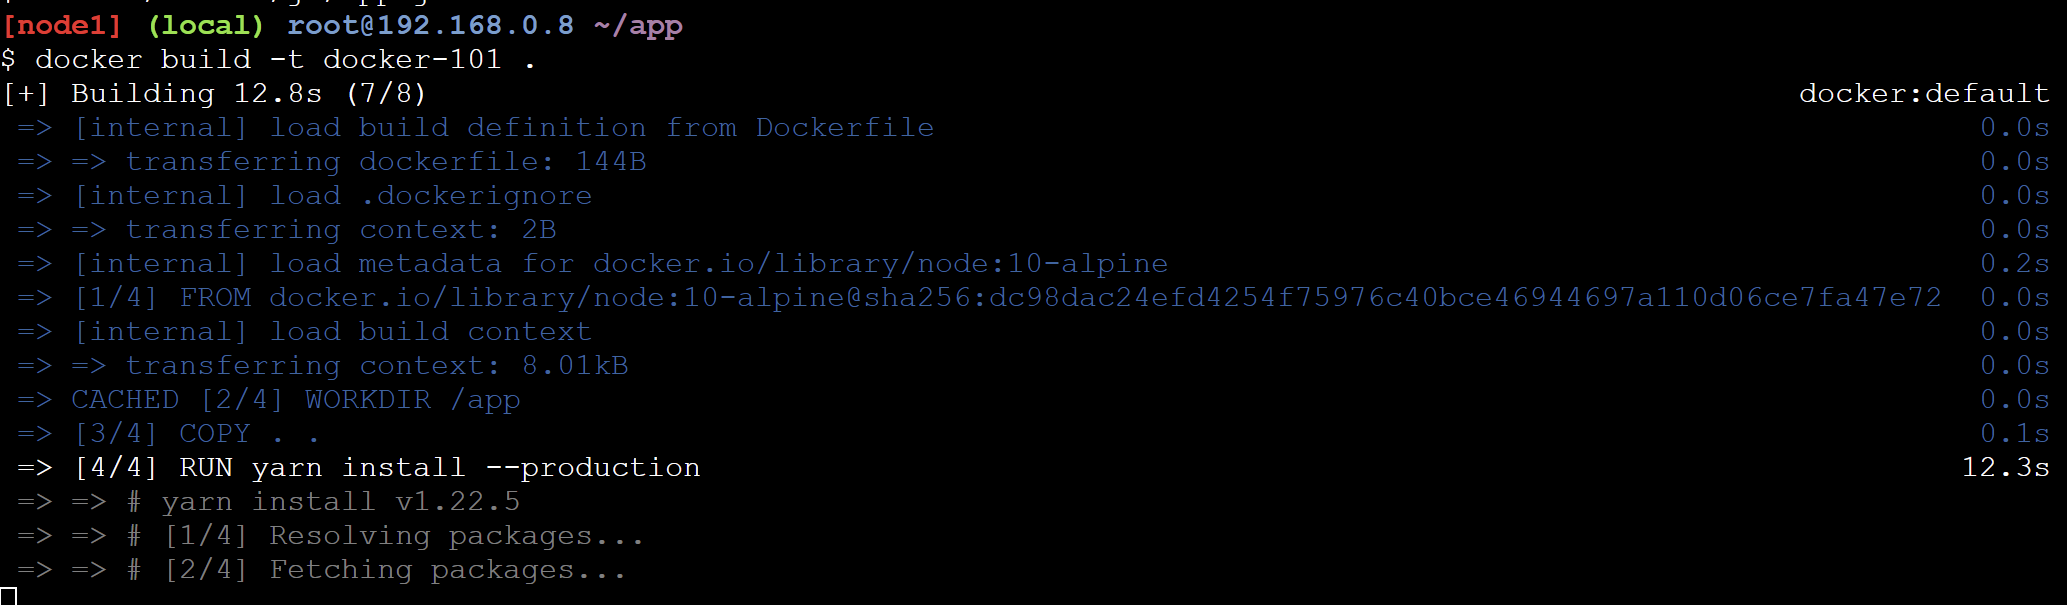 [node1] (local) root@192.168.0.8 ~/app
$ docker build -t docker-101 .
[+] Building 12.8s (7/8) docker:default
=> [internal] load build definition from Dockerfile 0.0s
=> => transferring dockerfile: 144B 0.0s
=> [internal] load .dockerignore 0.0s
=> => transferring context: 2B 0.0s
=> [internal] load metadata for docker.io/library/node:10-alpine 0.2s
=> [1/4] FROM docker.io/library/node:10-alpine@sha256:dc98dac24efd4254f75976c40bce46944697a110d06ce7fa47e72 0.0s
=> [internal] load build context 0.0s
=> => transferring context: 8.01kB 0.0s
=> CACHED [2/4] WORKDIR /app 0.0s
=> [3/4] COPY . . 0.1s
=> [4/4] RUN yarn install --production 12.3s
=> => # yarn install v1.22.5
=> => # [1/4] Resolving packages...
=> => # [2/4] Fetching packages...